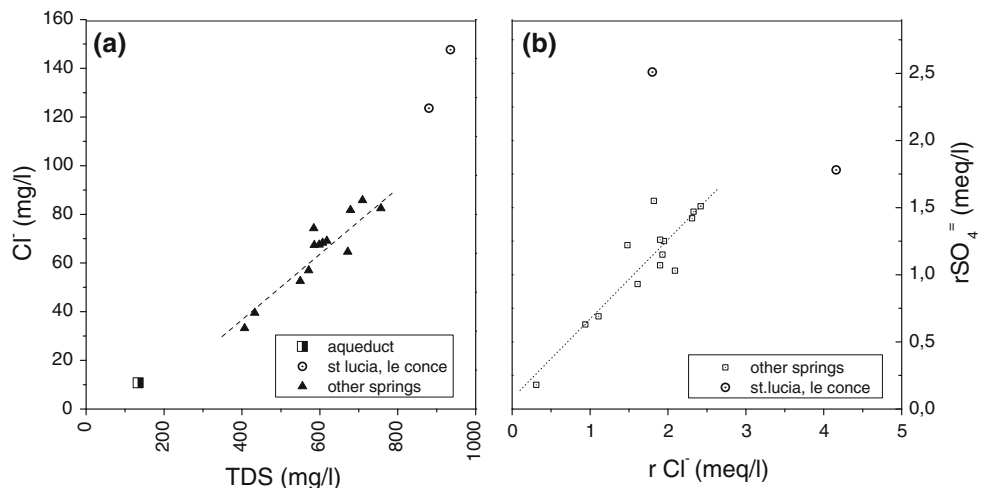 (a)
Cl⁻ (mg/l)
160
140
120
100
80
60
40
20
0
0
200
400
600
800
1000
TDS (mg/l)
aqueduct
st lucia, le conce
other springs
(b)
rSO₄⁼ (meq/l)
2,5
2,0
1,5
1,0
0,5
0,0
0
1
2
3
4
5
r Cl⁻ (meq/l)
other springs
st.lucia, le conce